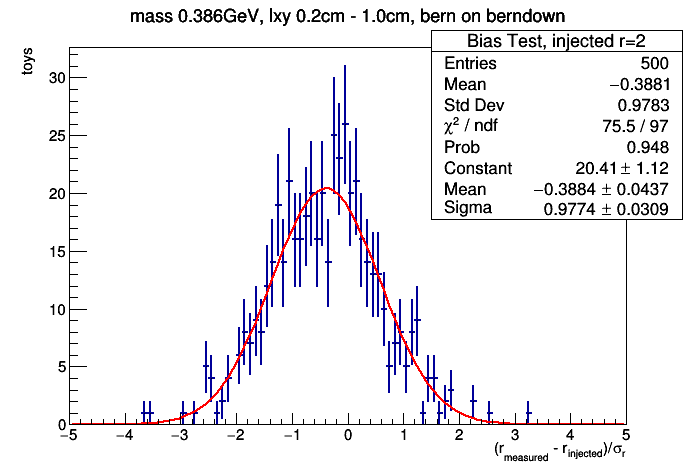 mass 0.386GeV, lxy 0.2cm - 1.0cm, bern on berndown
toys
Bias Test, injected r=2
Entries 500
Mean −0.3881
Std Dev 0.9783
χ² / ndf 75.5 / 97
Prob 0.948
Constant 20.41 ± 1.12
Mean −0.3884 ± 0.0437
Sigma 0.9774 ± 0.0309
30
25
20
15
10
5
0
−5 −4 −3 −2 −1 0 1 2 3 4 5
(r_measured - r_injected)/σ_r